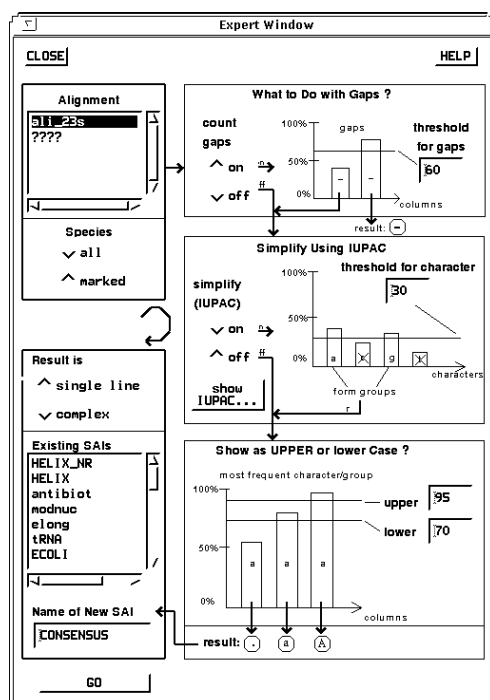 Expert Window
CLOSE
HELP
Alignment
ali_23s
????
Species
all
marked
What to Do with Gaps ?
count
gaps
on
off
n
ff
100%
50%
0%
gaps
-
-
columns
result: -
threshold
for gaps
60
Simplify Using IUPAC
simplify
(IUPAC)
on
off
n
ff
show
IUPAC...
threshold for character
30
100%
50%
0%
a
c
g
t
characters
form groups
r
Result is
single line
complex
Existing SAIs
HELIX_NR
HELIX
antibiot
modnuc
elong
tRNA
ECOLI
Name of New SAI
CONSENSUS
GO
Show as UPPER or lower Case ?
most frequent character/group
100%
50%
0%
a
a
a
upper 95
lower 70
columns
result: . a A